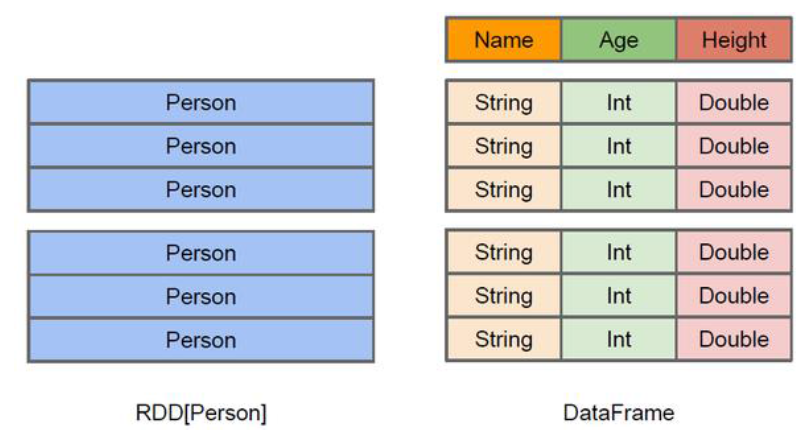 Name Age Height
Person String Int Double
Person String Int Double
Person String Int Double
Person String Int Double
Person String Int Double
Person String Int Double
RDD[Person] DataFrame